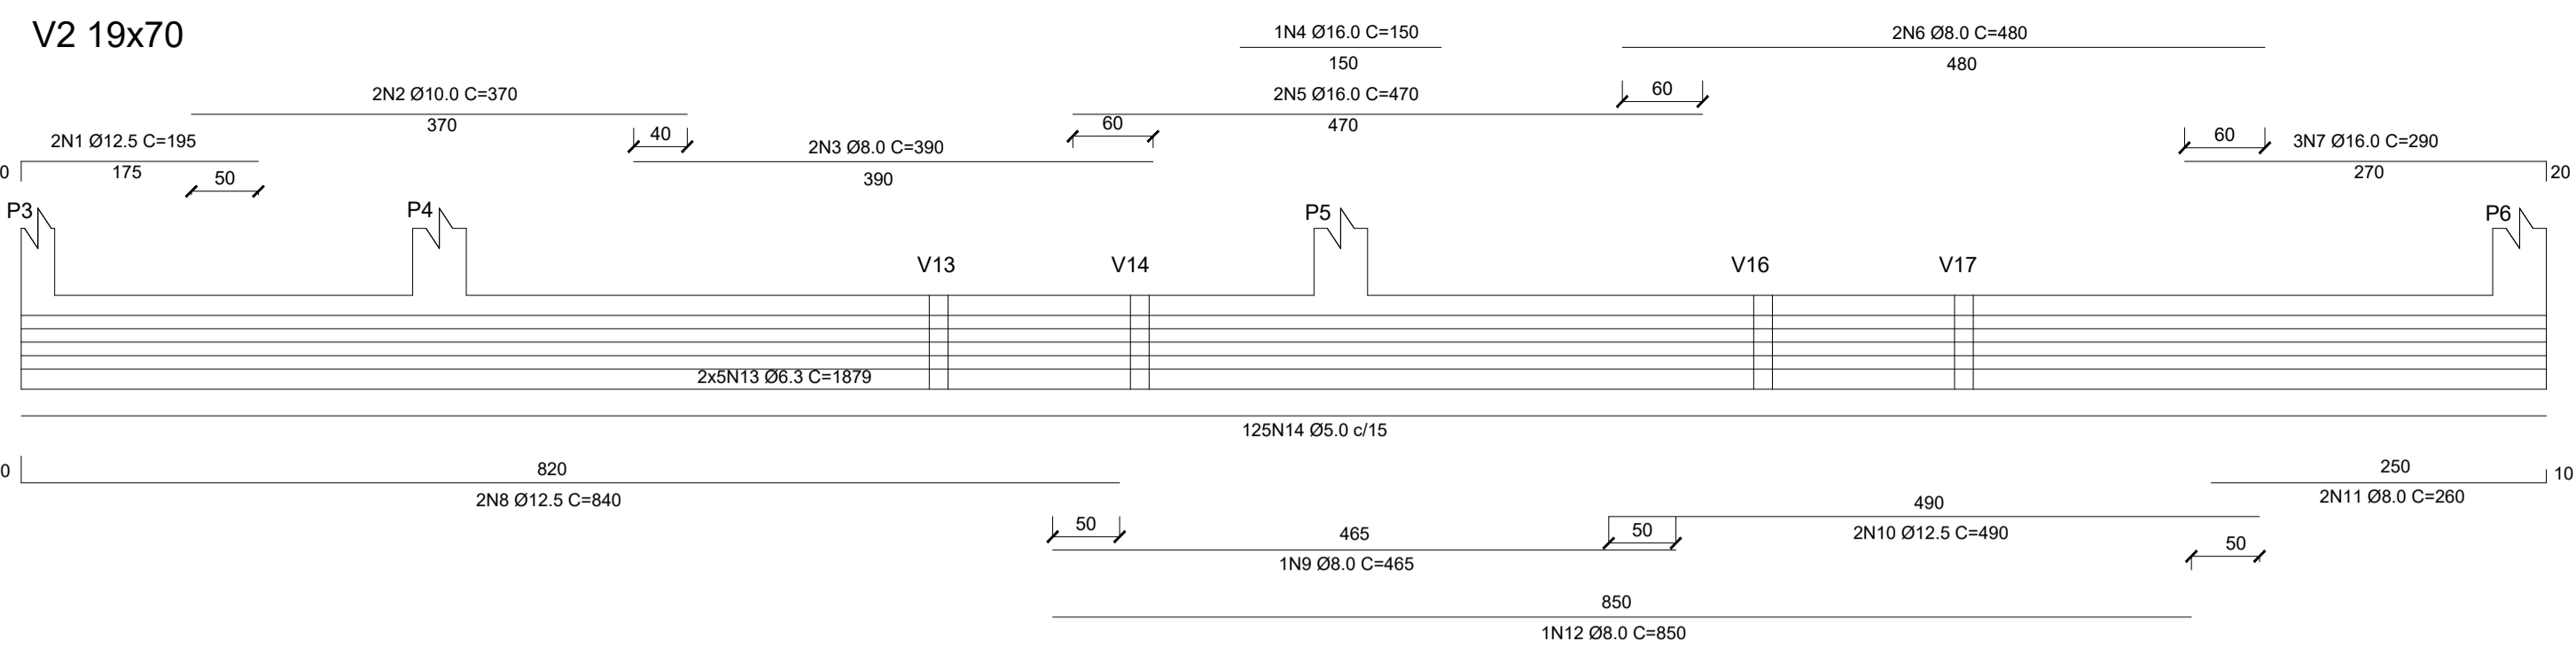 V2 19x70
1N4 Ø16.0 C=150
150
2N6 Ø8.0 C=480
480
2N2 Ø10.0 C=370
370
2N5 Ø16.0 C=470
470
60
2N1 Ø12.5 C=195
175
0
50
40
2N3 Ø8.0 C=390
390
60
60
3N7 Ø16.0 C=290
270
20
P3
P4
P5
P6
V13
V14
V16
V17
2x5N13 Ø6.3 C=1879
125N14 Ø5.0 c/15
0
820
2N8 Ø12.5 C=840
250
10
2N11 Ø8.0 C=260
50
465
1N9 Ø8.0 C=465
50
490
2N10 Ø12.5 C=490
50
850
1N12 Ø8.0 C=850